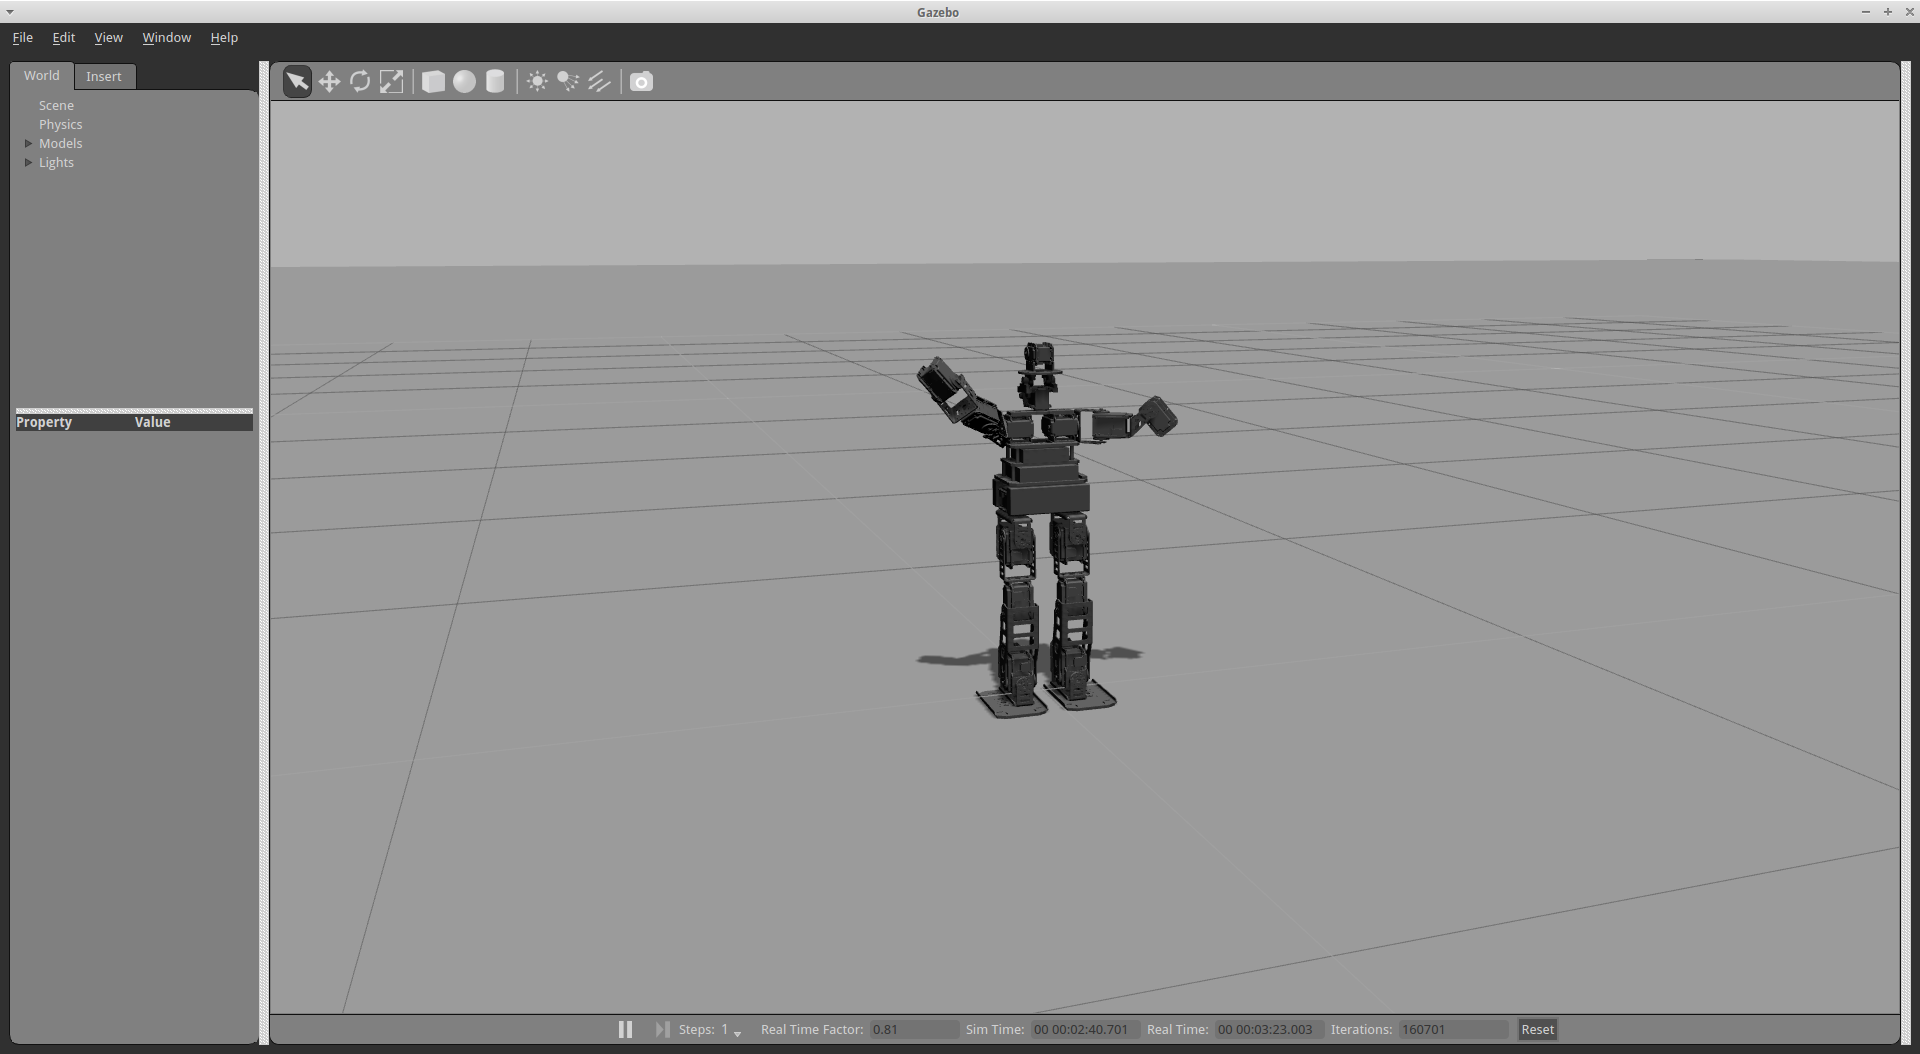 Gazebo
File Edit View Window Help
World Insert
Scene
Physics
Models
Lights
Property Value
Steps: 1 Real Time Factor: 0.81 Sim Time: 00 00:02:40.701 Real Time: 00 00:03:23.003 Iterations: 160701 Reset